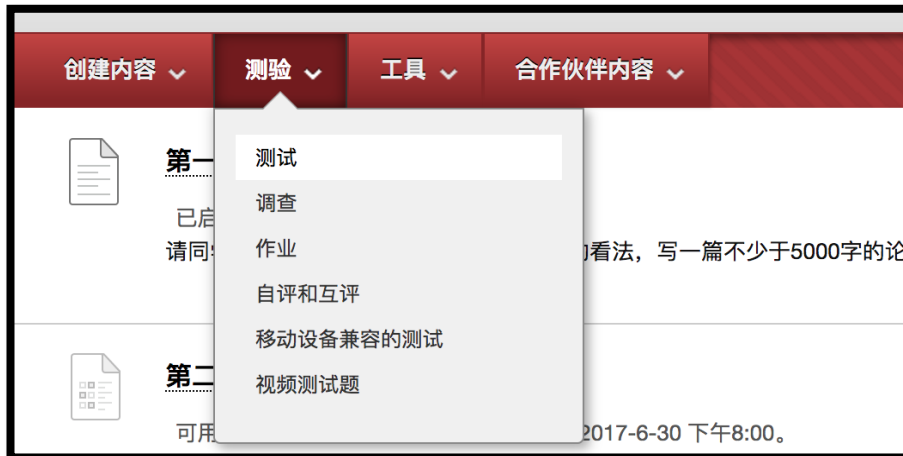 创建内容 测验 工具 合作伙伴内容
测试
第一
调查
已启
作业
请同 看法，写一篇不少于5000字的论
自评和互评
移动设备兼容的测试
第二
视频测试题
可用 2017-6-30 下午8:00。